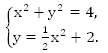 x² + y² = 4,
y = ½x² + 2.